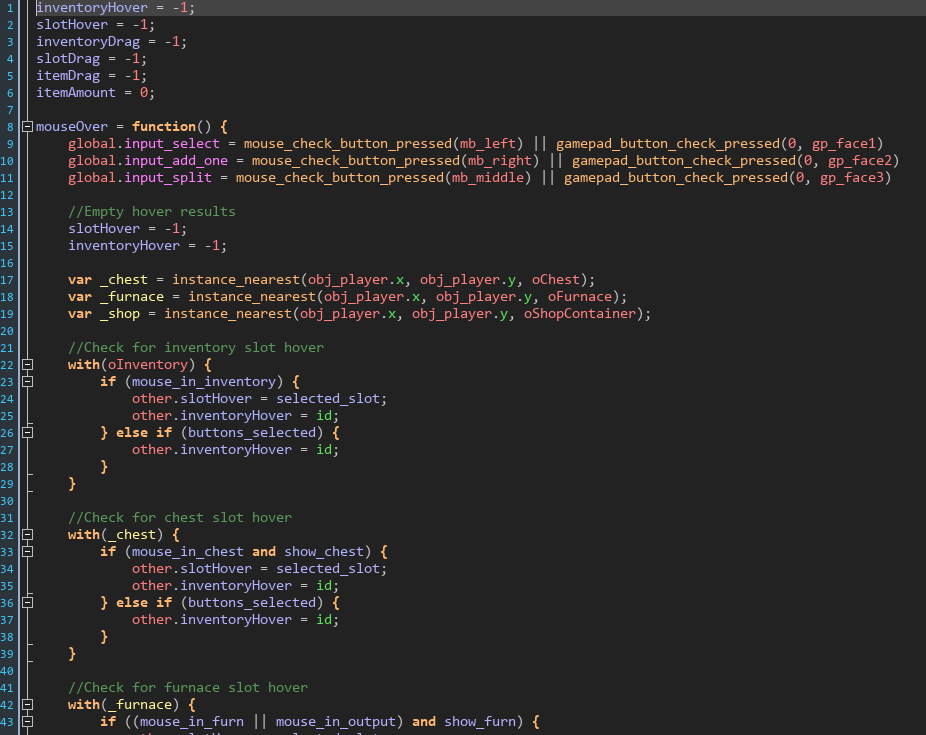 1 inventoryHover = -1;
2 slotHover = -1;
3 inventoryDrag = -1;
4 slotDrag = -1;
5 itemDrag = -1;
6 itemAmount = 0;
7
8 mouseOver = function() {
9 global.input_select = mouse_check_button_pressed(mb_left) || gamepad_button_check_pressed(0, gp_face1)
10 global.input_add_one = mouse_check_button_pressed(mb_right) || gamepad_button_check_pressed(0, gp_face2)
11 global.input_split = mouse_check_button_pressed(mb_middle) || gamepad_button_check_pressed(0, gp_face3)
12
13 //Empty hover results
14 slotHover = -1;
15 inventoryHover = -1;
16
17 var _chest = instance_nearest(obj_player.x, obj_player.y, oChest);
18 var _furnace = instance_nearest(obj_player.x, obj_player.y, oFurnace);
19 var _shop = instance_nearest(obj_player.x, obj_player.y, oShopContainer);
20
21 //Check for inventory slot hover
22 with(oInventory) {
23 if (mouse_in_inventory) {
24 other.slotHover = selected_slot;
25 other.inventoryHover = id;
26 } else if (buttons_selected) {
27 other.inventoryHover = id;
28 }
29 }
30
31 //Check for chest slot hover
32 with(_chest) {
33 if (mouse_in_chest and show_chest) {
34 other.slotHover = selected_slot;
35 other.inventoryHover = id;
36 } else if (buttons_selected) {
37 other.inventoryHover = id;
38 }
39 }
40
41 //Check for furnace slot hover
42 with(_furnace) {
43 if ((mouse_in_furn || mouse_in_output) and show_furn) {